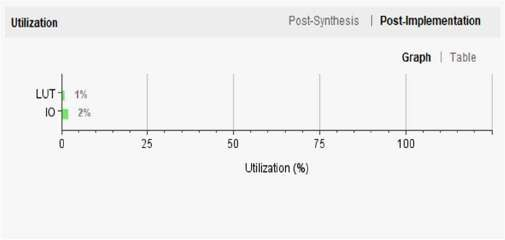 Utilization Post-Synthesis | Post-Implementation
Graph | Table
LUT 1%
IO 2%
0 25 50 75 100
Utilization (%)